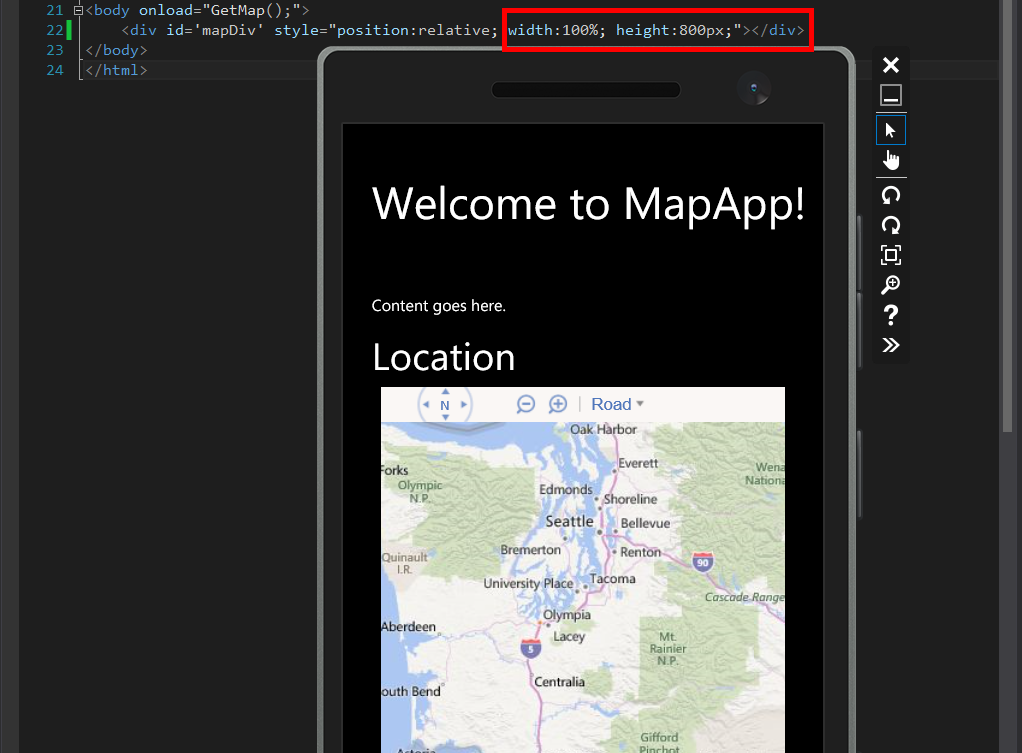 21 <body onload="GetMap();">
22 <div id='mapDiv' style="position:relative; width:100%; height:800px;"></div>
23 </body>
24 </html>
Welcome to MapApp!
Content goes here.
Location
N Road
Oak Harbor
Everett
Forks
Wena
Olympic
N.P.
Nationa
Edmonds
Shoreline
Seattle
Bellevue
Bremerton
Renton
Quinault
I.R.
90
University Place
Tacoma
Cascade Range
Olympia
Aberdeen
Lacey
Mt.
Rainier
N.P.
5
Centralia
outh Bend
Astoria
Gifford
Pinchot